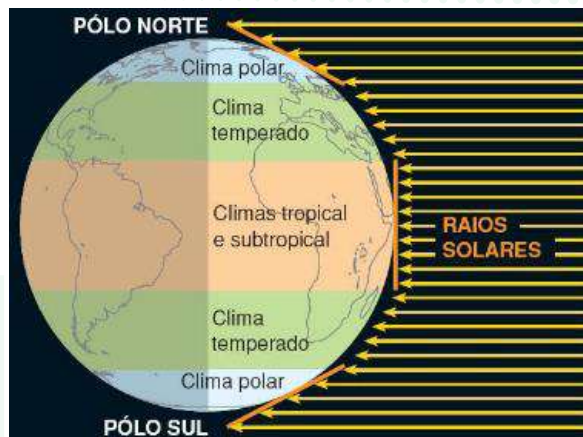 PÓLO NORTE
Clima polar
Clima
temperado
Climas tropical
e subtropical
RAIOS
SOLARES
Clima
temperado
Clima polar
PÓLO SUL